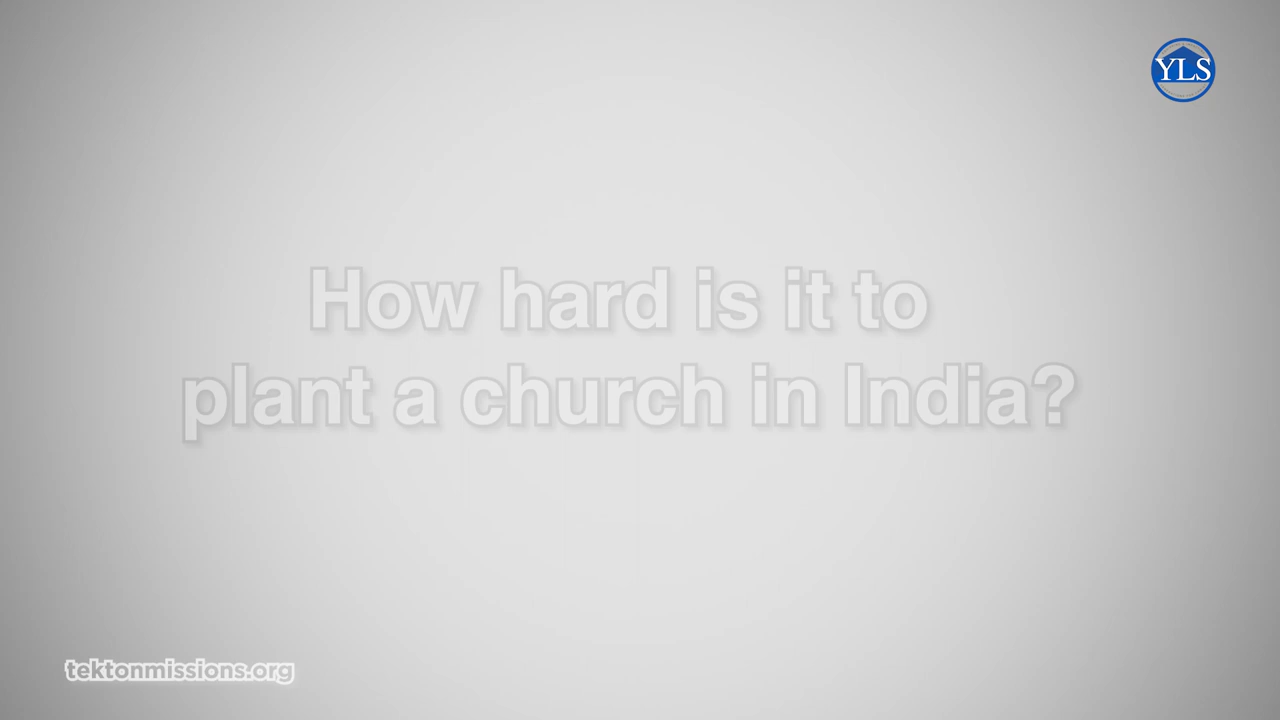 YLS
How hard is it to
plant a church in India?
tektonmissions.org